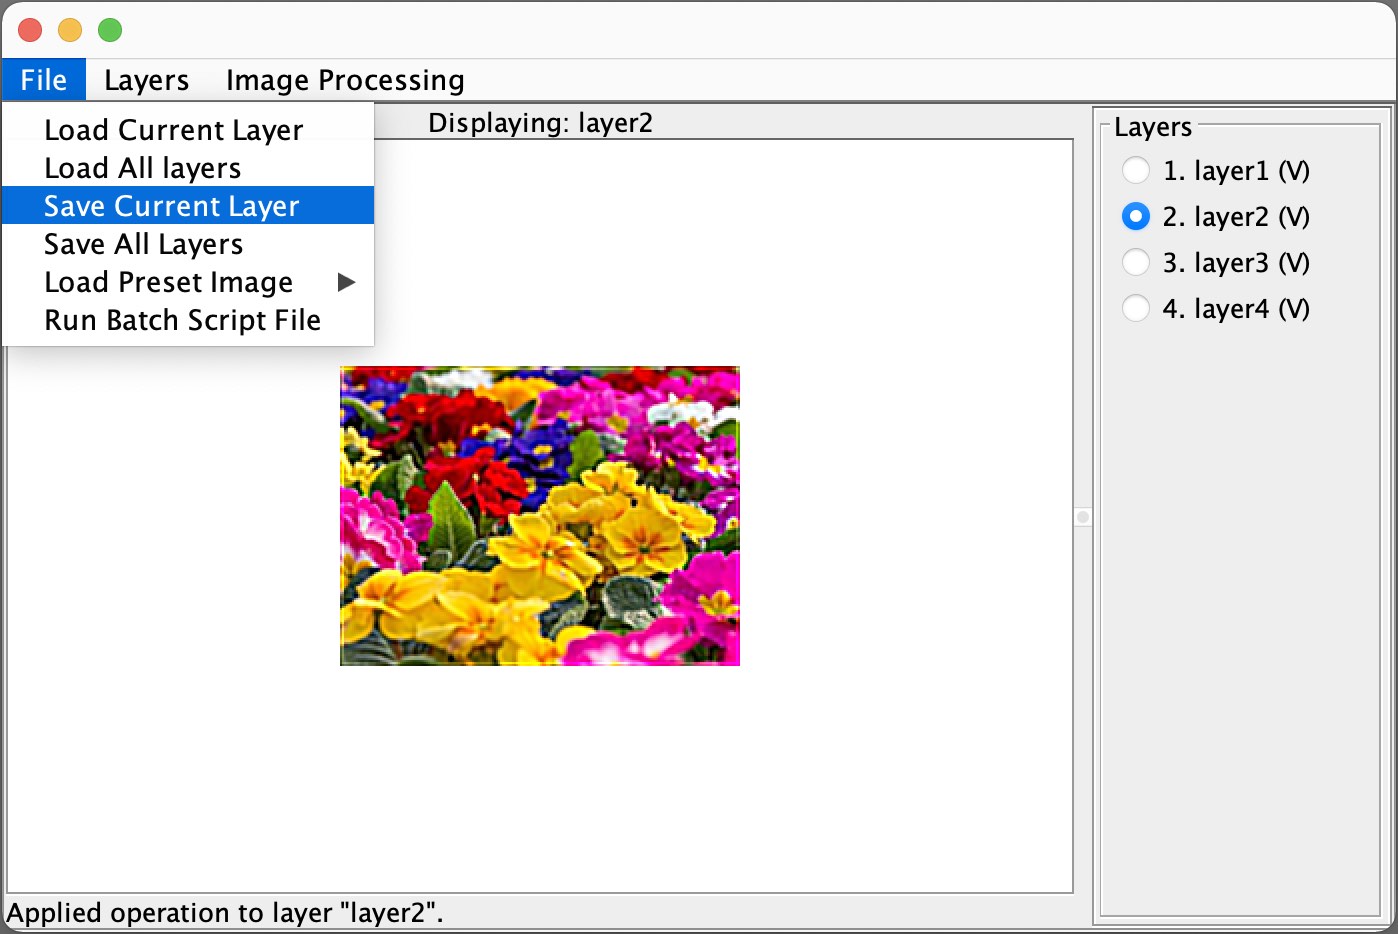 File Layers Image Processing
Load Current Layer
Load All layers
Save Current Layer
Save All Layers
Load Preset Image
Run Batch Script File
Displaying: layer2
Layers
1. layer1 (V)
2. layer2 (V)
3. layer3 (V)
4. layer4 (V)
Applied operation to layer "layer2".